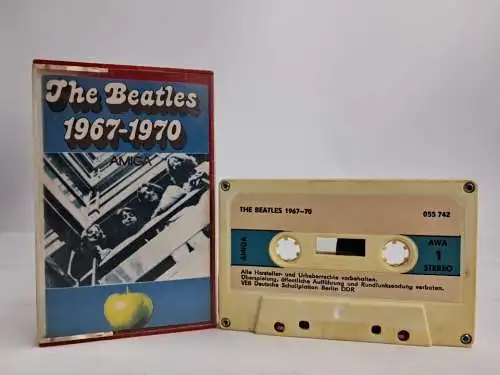 The Beatles
1967-1970
AMIGA
THE BEATLES 1967-70
055 742
AMIGA
AWA
1
STEREO
Alle Hersteller- und Urheberrechte vorbehalten.
Überspielung, öffentliche Aufführung und Rundfunksendung verboten.
VEB Deutsche Schallplatten Berlin DDR